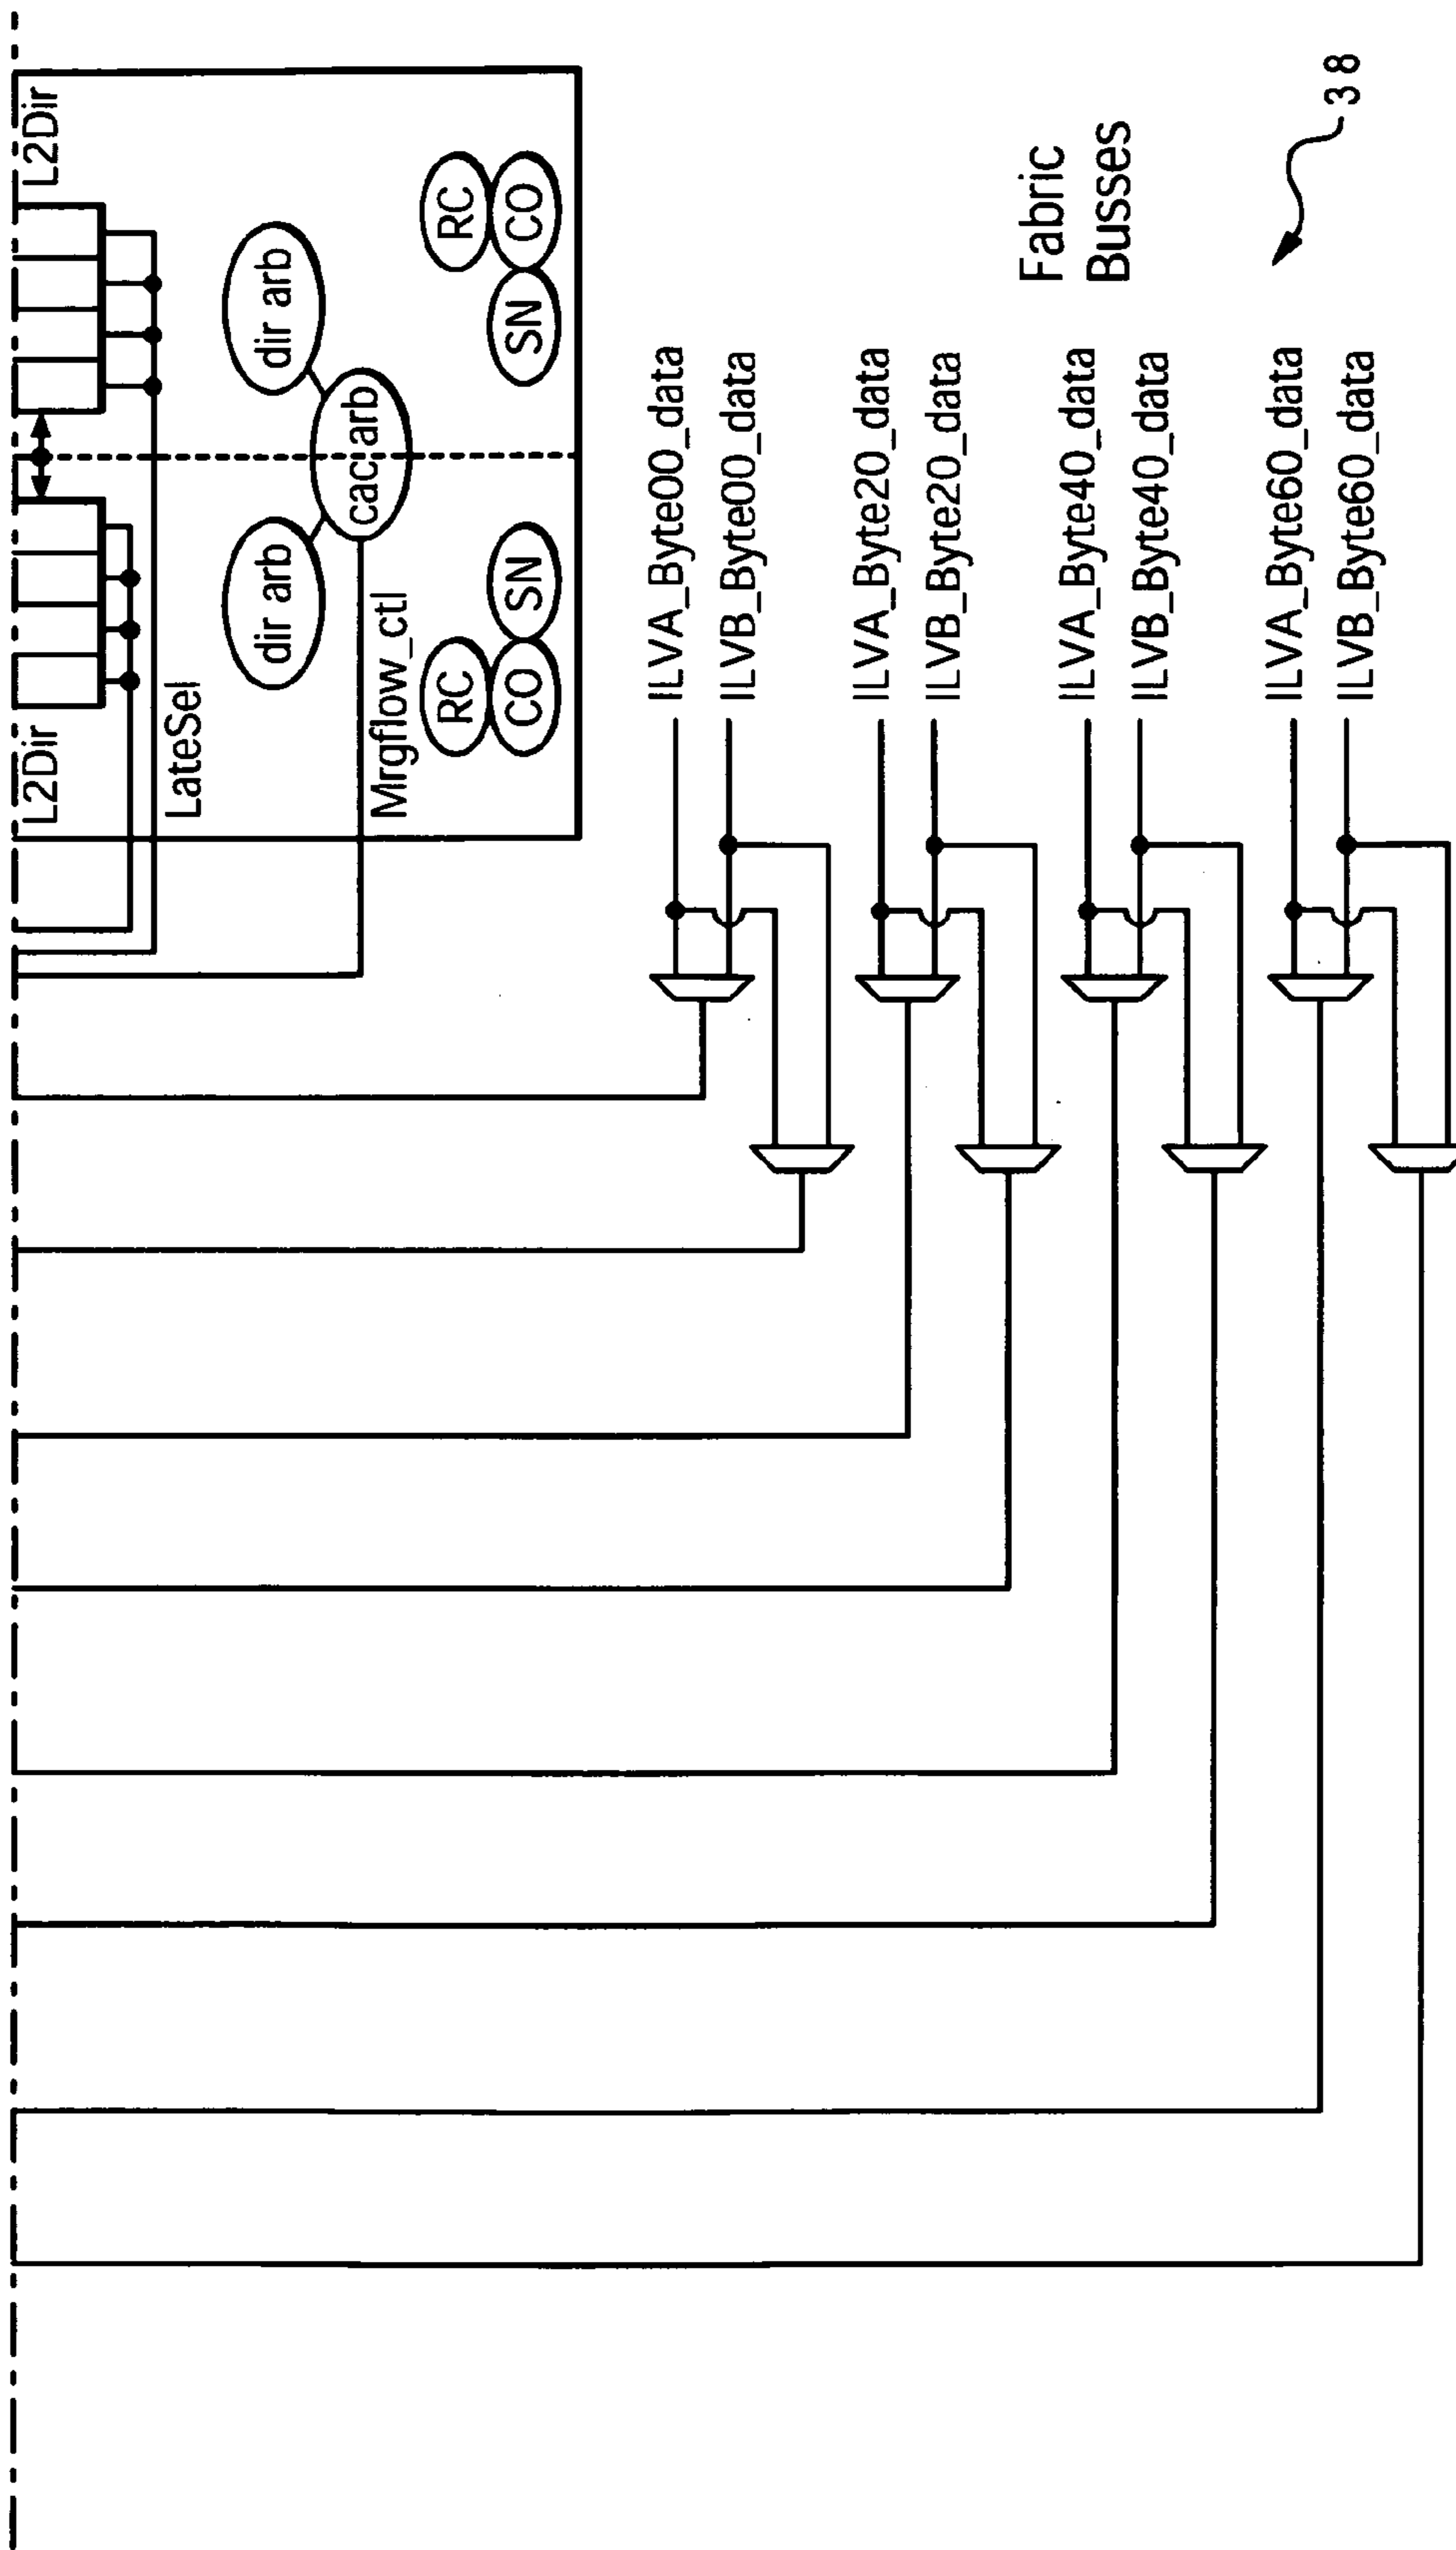 L2Dir
L2Dir
LateSel
dir arb
dir arb
cac arb
Mrgflow_ctl
RC
RC
CO
SN
SN
CO
ILVA_Byte00_data
ILVB_Byte00_data
ILVA_Byte20_data
ILVB_Byte20_data
Fabric
Busses
ILVA_Byte40_data
ILVB_Byte40_data
ILVA_Byte60_data
ILVB_Byte60_data
38